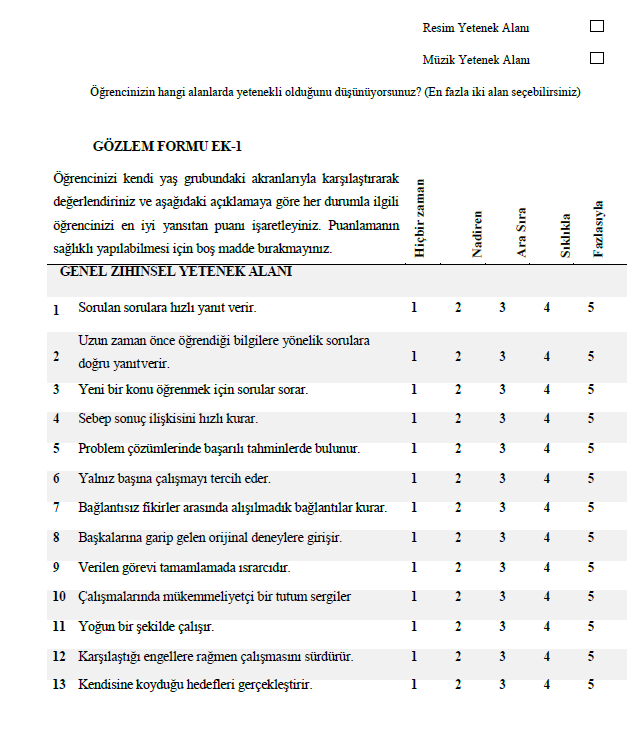 Resim Yetenek Alanı
Müzik Yetenek Alanı
Öğrencinizin hangi alanlarda yetenekli olduğunu düşünüyorsunuz? (En fazla iki alan seçebilirsiniz)
GÖZLEM FORMU EK-1
Öğrencinizi kendi yaş grubundaki akranlarıyla karşılaştırarak
değerlendiriniz ve aşağıdaki açıklamaya göre her durumla ilgili
öğrencinizi en iyi yansıtan puanı işaretleyiniz. Puanlamanın
sağlıklı yapılabilmesi için boş madde bırakmayınız.
Hiçbir zaman
Nadiren
Ara Sıra
Sıklıkla
Fazlasıyla
GENEL ZIHINSEL YETENEK ALANI
1 Sorulan sorulara hızlı yanıt verir. 1 2 3 4 5
Uzun zaman önce öğrendiği bilgilere yönelik sorulara
2 doğru yanıtverir. 1 2 3 4 5
3 Yeni bir konu öğrenmek için sorular sorar. 1 2 3 4 5
4 Sebep sonuç ilişkisini hızlı kurar. 1 2 3 4 5
5 Problem çözümlerinde başarılı tahminlerde bulunur. 1 2 3 4 5
6 Yalnız başına çalışmayı tercih eder. 1 2 3 4 5
7 Bağlantısız fikirler arasında alışılmadık bağlantılar kurar. 1 2 3 4 5
8 Başkalarına garip gelen orijinal deneylere girişir. 1 2 3 4 5
9 Verilen görevi tamamlamada ısrarcıdır. 1 2 3 4 5
10 Çalışmalarında mükemmeliyetçi bir tutum sergiler 1 2 3 4 5
11 Yoğun bir şekilde çalışır. 1 2 3 4 5
12 Karşılaştığı engellere rağmen çalışmasını sürdürür. 1 2 3 4 5
13 Kendisine koyduğu hedefleri gerçekleştirir. 1 2 3 4 5